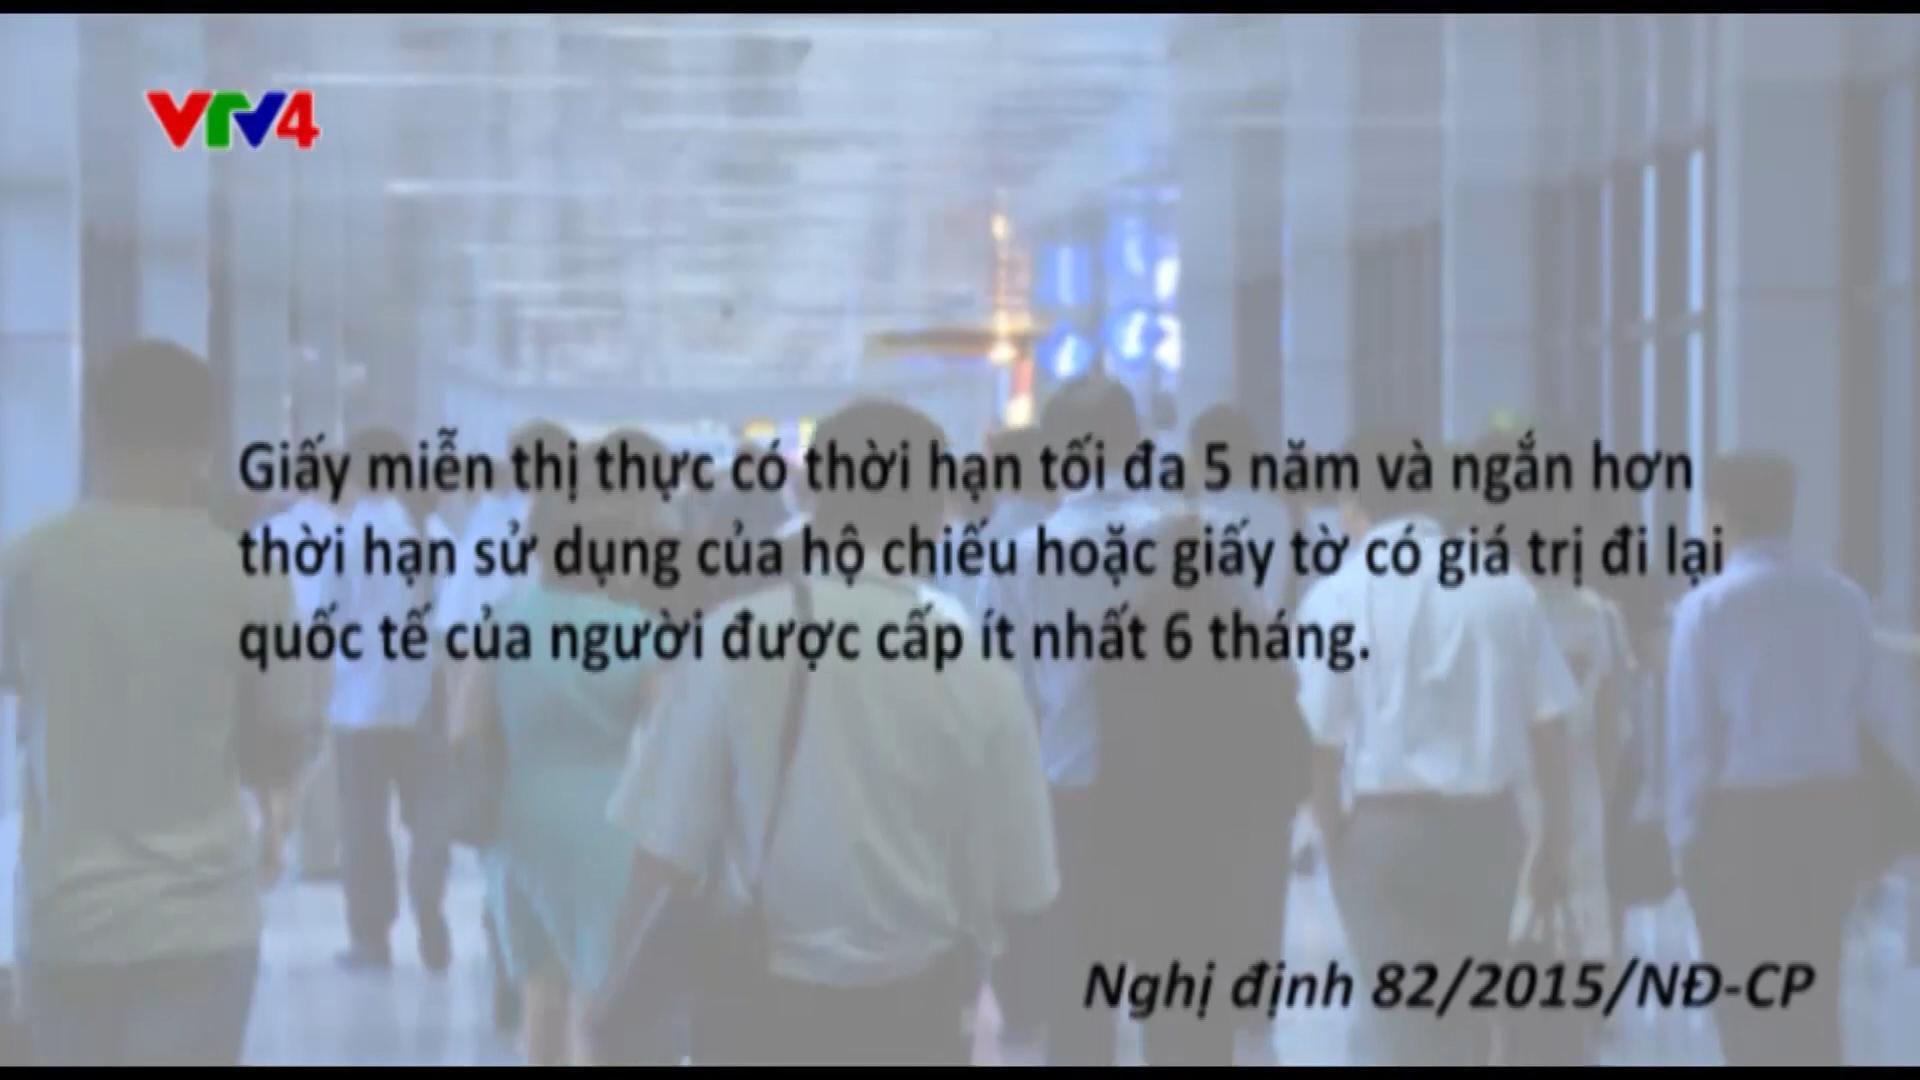 VTV4
Giấy miễn thị thực có thời hạn tối đa 5 năm và ngắn hơn
thời hạn sử dụng của hộ chiếu hoặc giấy tờ có giá trị đi lại
quốc tế của người được cấp ít nhất 6 tháng.
Nghị định 82/2015/NĐ-CP